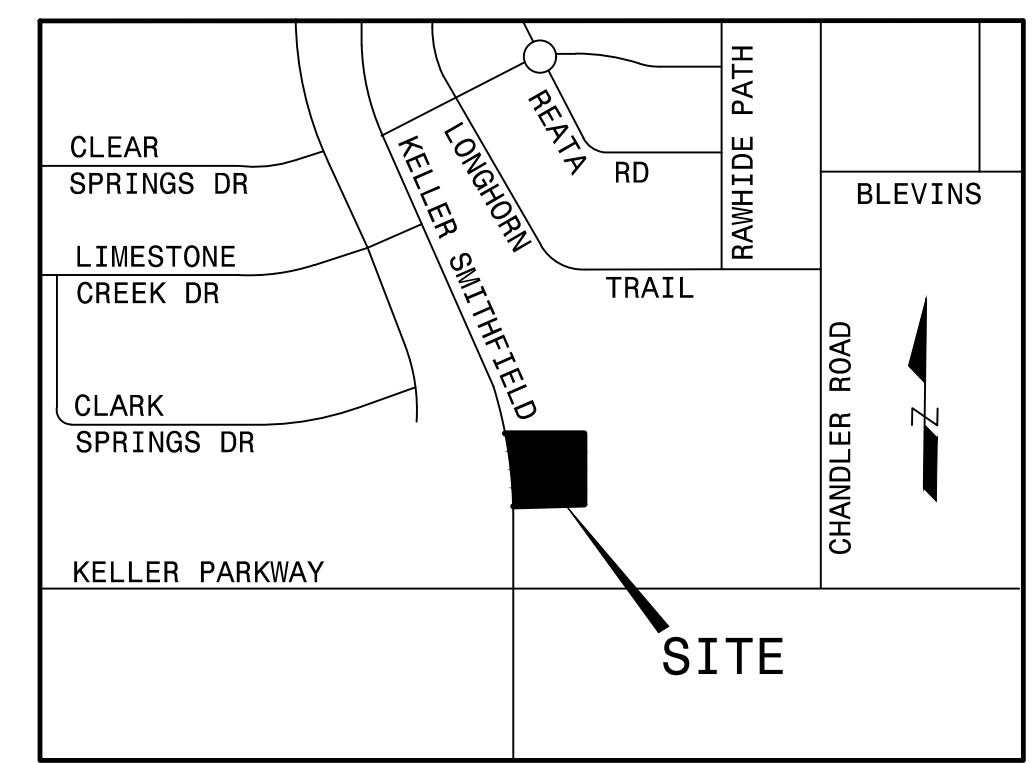 CLEAR
SPRINGS DR
LIMESTONE
CREEK DR
CLARK
SPRINGS DR
KELLER SMITHFIELD
LONGHORN
TRAIL
REATA
RD
RAWHIDE PATH
BLEVINS
CHANDLER ROAD
N
KELLER PARKWAY
SITE